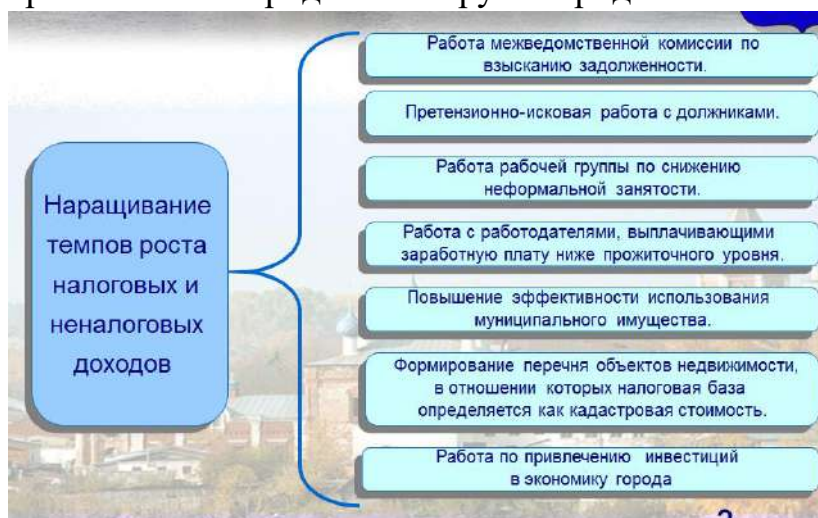 Наращивание
темпов роста
налоговых и
неналоговых
доходов
Работа межведомственной комиссии по
взысканию задолженности.
Претензионно-исковая работа с должниками.
Работа рабочей группы по снижению
неформальной занятости.
Работа с работодателями, выплачивающими
заработную плату ниже прожиточного уровня.
Повышение эффективности использования
муниципального имущества.
Формирование перечня объектов недвижимости,
в отношении которых налоговая база
определяется как кадастровая стоимость.
Работа по привлечению инвестиций
в экономику города